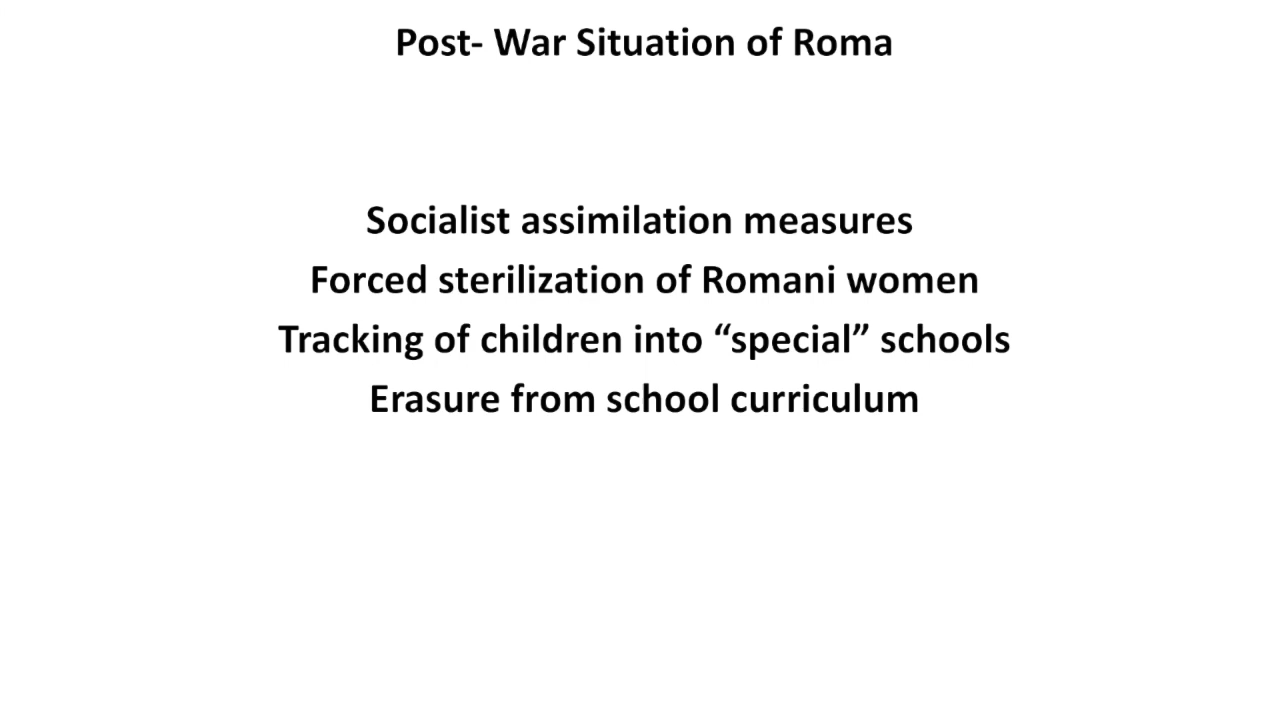 Post- War Situation of Roma
Socialist assimilation measures
Forced sterilization of Romani women
Tracking of children into “special” schools
Erasure from school curriculum